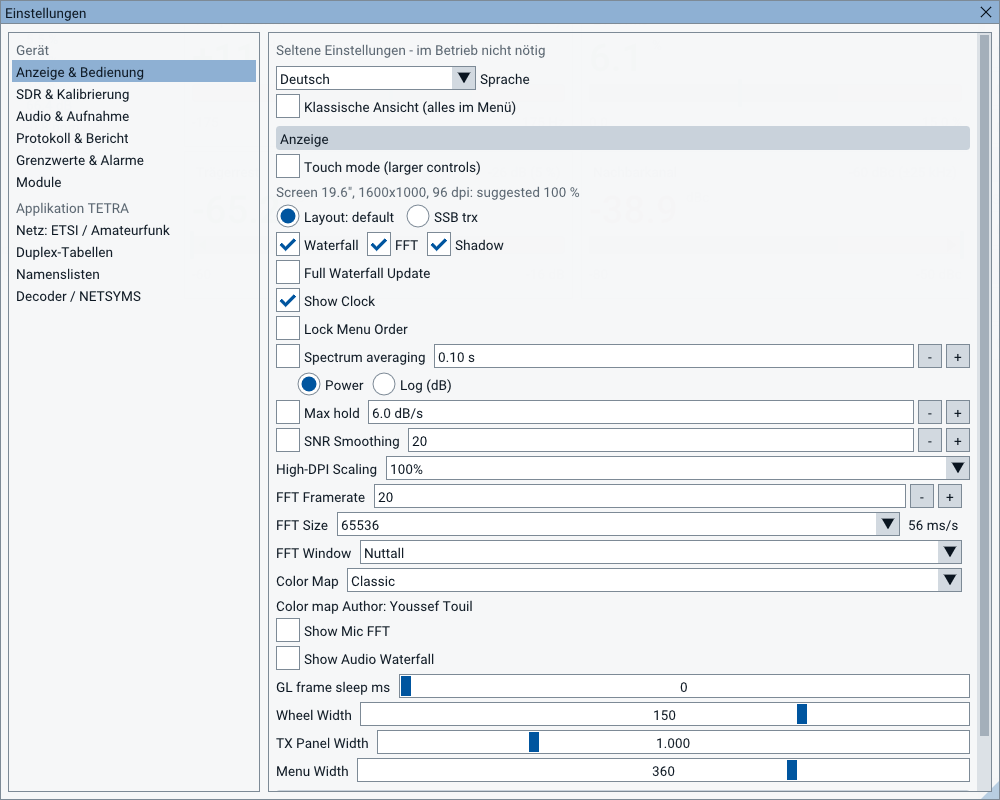 Einstellungen
Gerät
Anzeige & Bedienung
SDR & Kalibrierung
Audio & Aufnahme
Protokoll & Bericht
Grenzwerte & Alarme
Module
Applikation TETRA
Netz: ETSI / Amateurfunk
Duplex-Tabellen
Namenslisten
Decoder / NETSYMS
Seltene Einstellungen - im Betrieb nicht nötig
Deutsch Sprache
Klassische Ansicht (alles im Menü)
Anzeige
Touch mode (larger controls)
Screen 19.6", 1600x1000, 96 dpi: suggested 100 %
Layout: default SSB trx
Waterfall FFT Shadow
Full Waterfall Update
Show Clock
Lock Menu Order
Spectrum averaging 0.10 s - +
Power Log (dB)
Max hold 6.0 dB/s - +
SNR Smoothing 20 - +
High-DPI Scaling 100%
FFT Framerate 20 - +
FFT Size 65536 56 ms/s
FFT Window Nuttall
Color Map Classic
Color map Author: Youssef Touil
Show Mic FFT
Show Audio Waterfall
GL frame sleep ms 0
Wheel Width 150
TX Panel Width 1.000
Menu Width 360